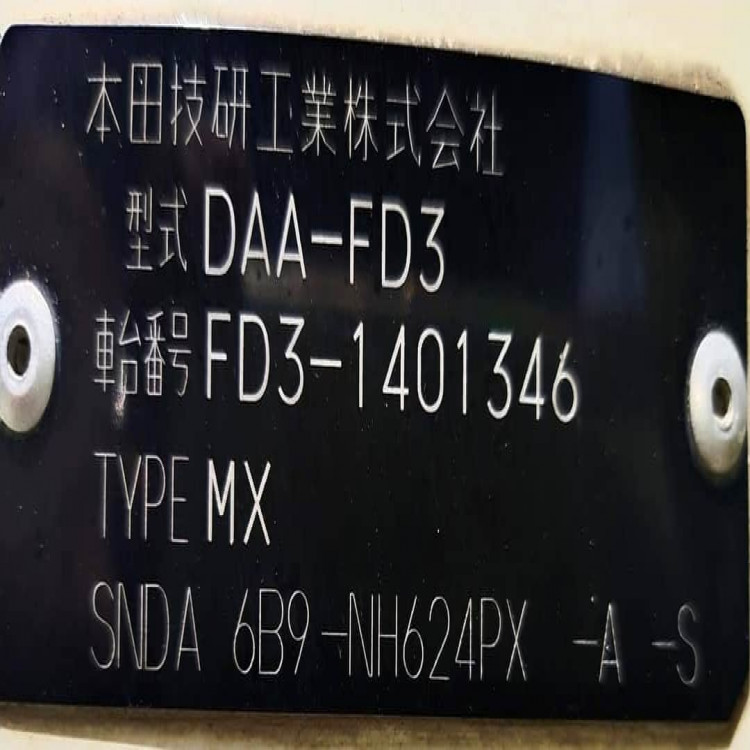 本田技研工業株式会社
型式 DAA-FD3
車台番号 FD3-1401346
TYPE MX
SNDA 6B9-NH624PX -A -S